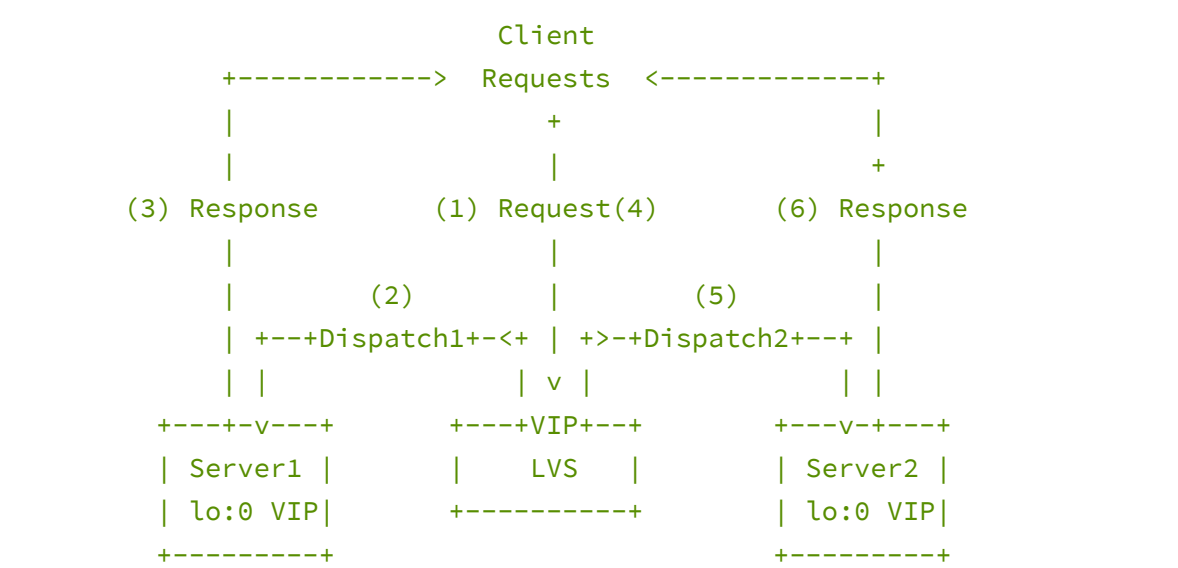 Client
      +------------>  Requests  <-------------+
      |                   +                   |
      |                   |                   +
(3) Response       (1) Request(4)       (6) Response
      |                   |                   |
      |        (2)        |        (5)        |
      | +--+Dispatch1+-<+ | +>-+Dispatch2+--+ |
      | |               | v |               | |
  +---+-v---+       +---+VIP+--+        +---v-+---+
  | Server1 |       |    LVS   |        | Server2 |
  | lo:0 VIP|       +----------+        | lo:0 VIP|
  +---------+                           +---------+